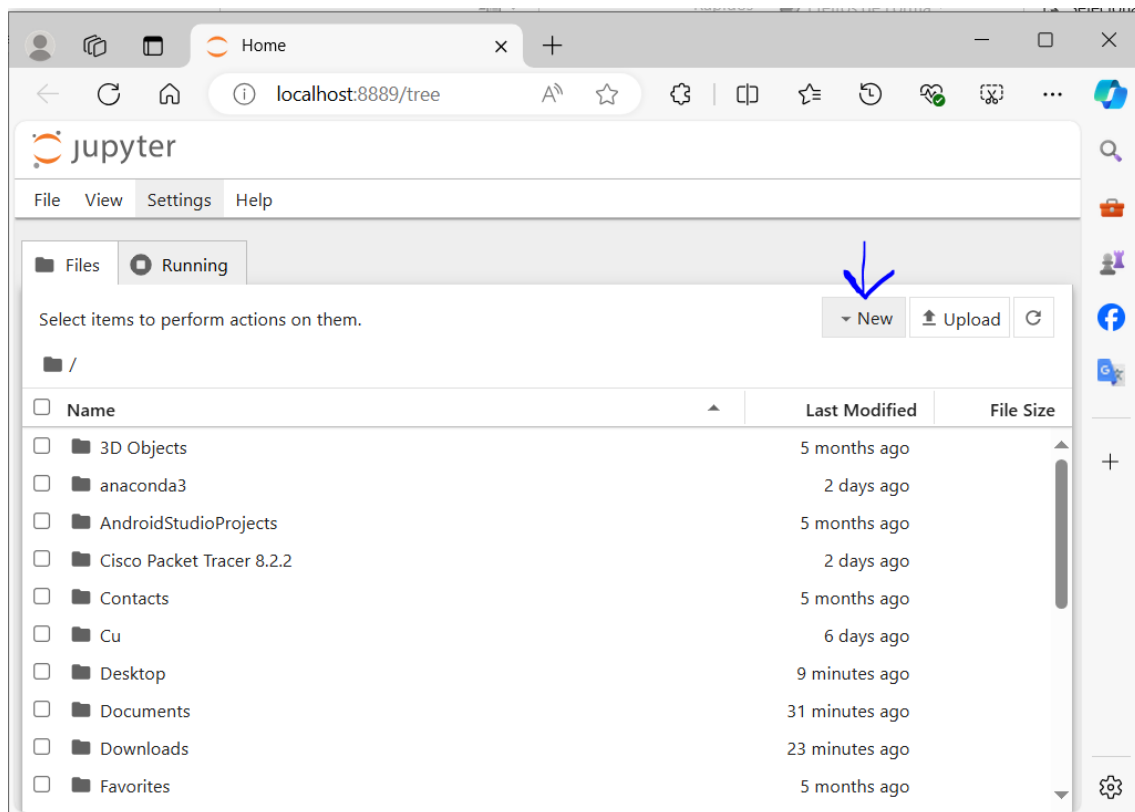 Home
localhost:8889/tree
jupyter
File View Settings Help
Files Running
Select items to perform actions on them.
New Upload
/
Name Last Modified File Size
3D Objects 5 months ago
anaconda3 2 days ago
AndroidStudioProjects 5 months ago
Cisco Packet Tracer 8.2.2 2 days ago
Contacts 5 months ago
Cu 6 days ago
Desktop 9 minutes ago
Documents 31 minutes ago
Downloads 23 minutes ago
Favorites 5 months ago